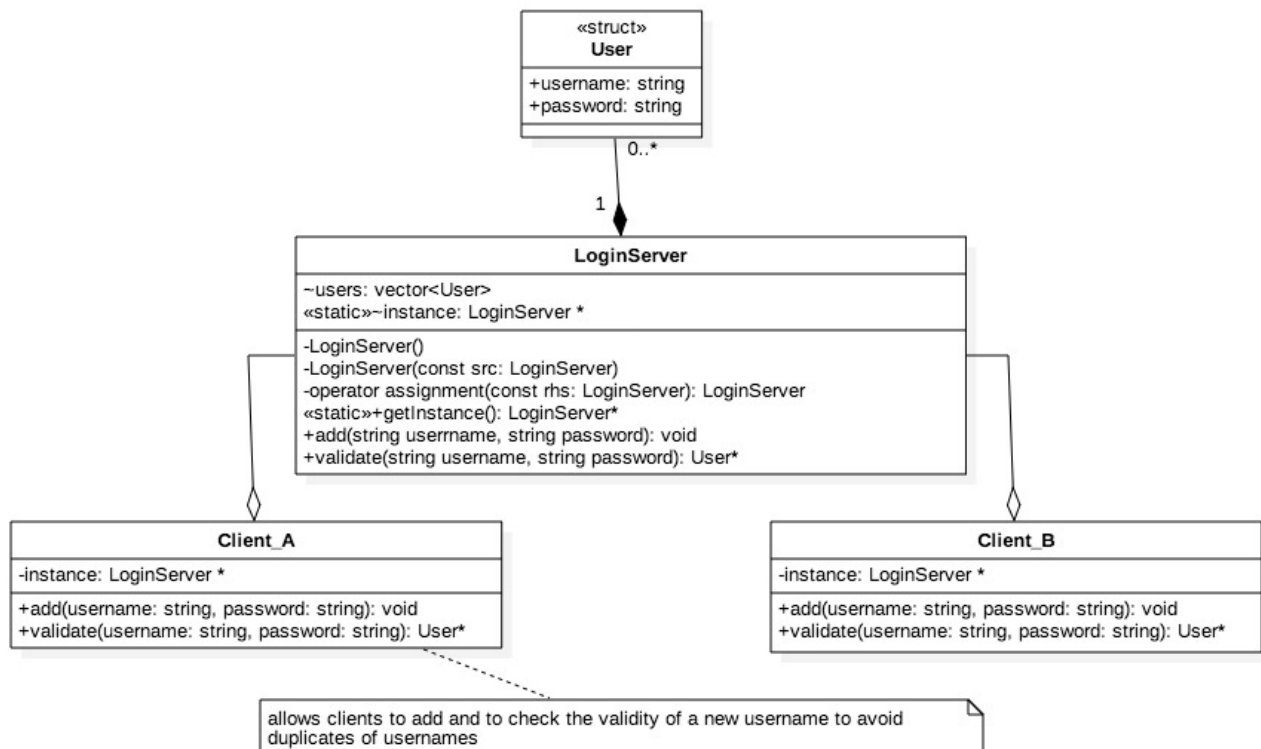 «struct»
User
+username: string
+password: string
0..*
1
LoginServer
~users: vector<User>
«static»~instance: LoginServer *
-LoginServer()
-LoginServer(const src: LoginServer)
-operator assignment(const rhs: LoginServer): LoginServer
«static»+getInstance(): LoginServer*
+add(string userrname, string password): void
+validate(string username, string password): User*
Client_A
-instance: LoginServer *
+add(username: string, password: string): void
+validate(username: string, password: string): User*
Client_B
-instance: LoginServer *
+add(username: string, password: string): void
+validate(username: string, password: string): User*
allows clients to add and to check the validity of a new username to avoid
duplicates of usernames